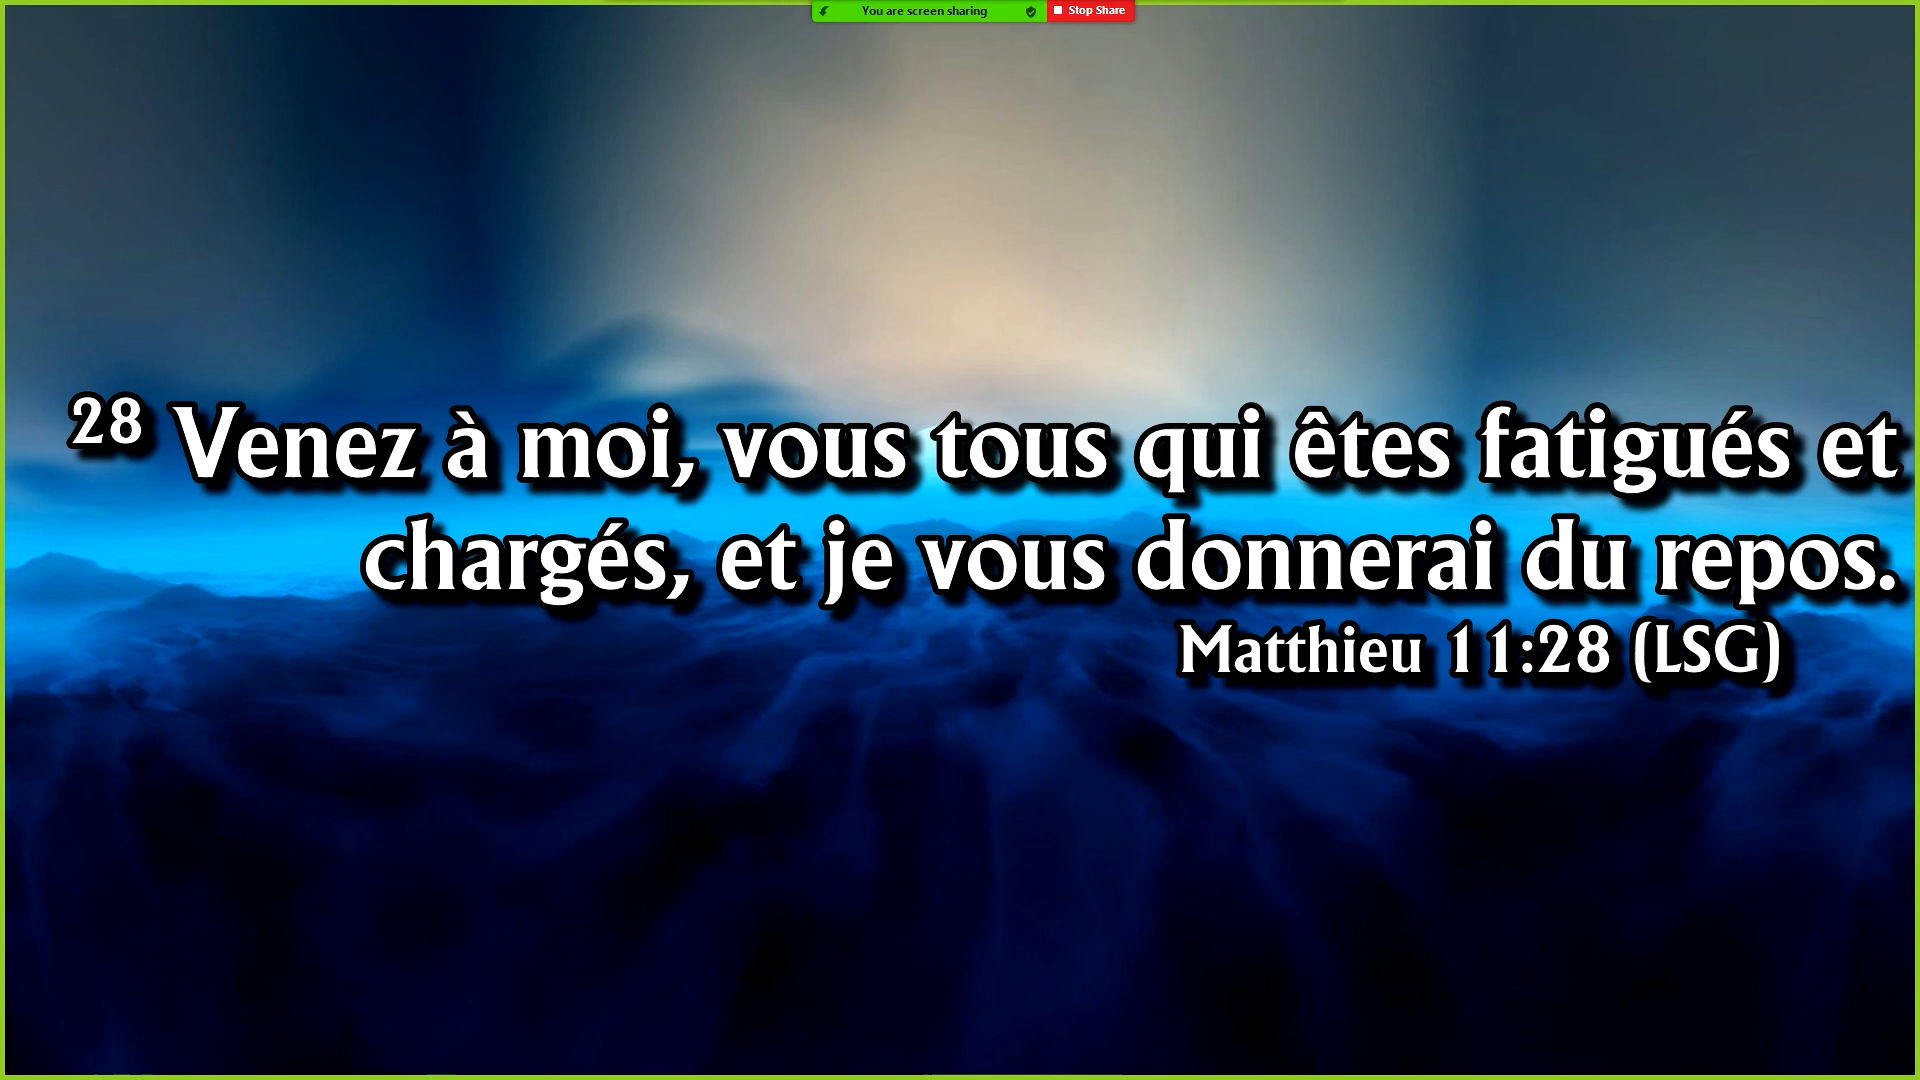 You are screen sharing Stop Share
28 Venez à moi, vous tous qui êtes fatigués et
chargés, et je vous donnerai du repos.
Matthieu 11:28 (LSG)